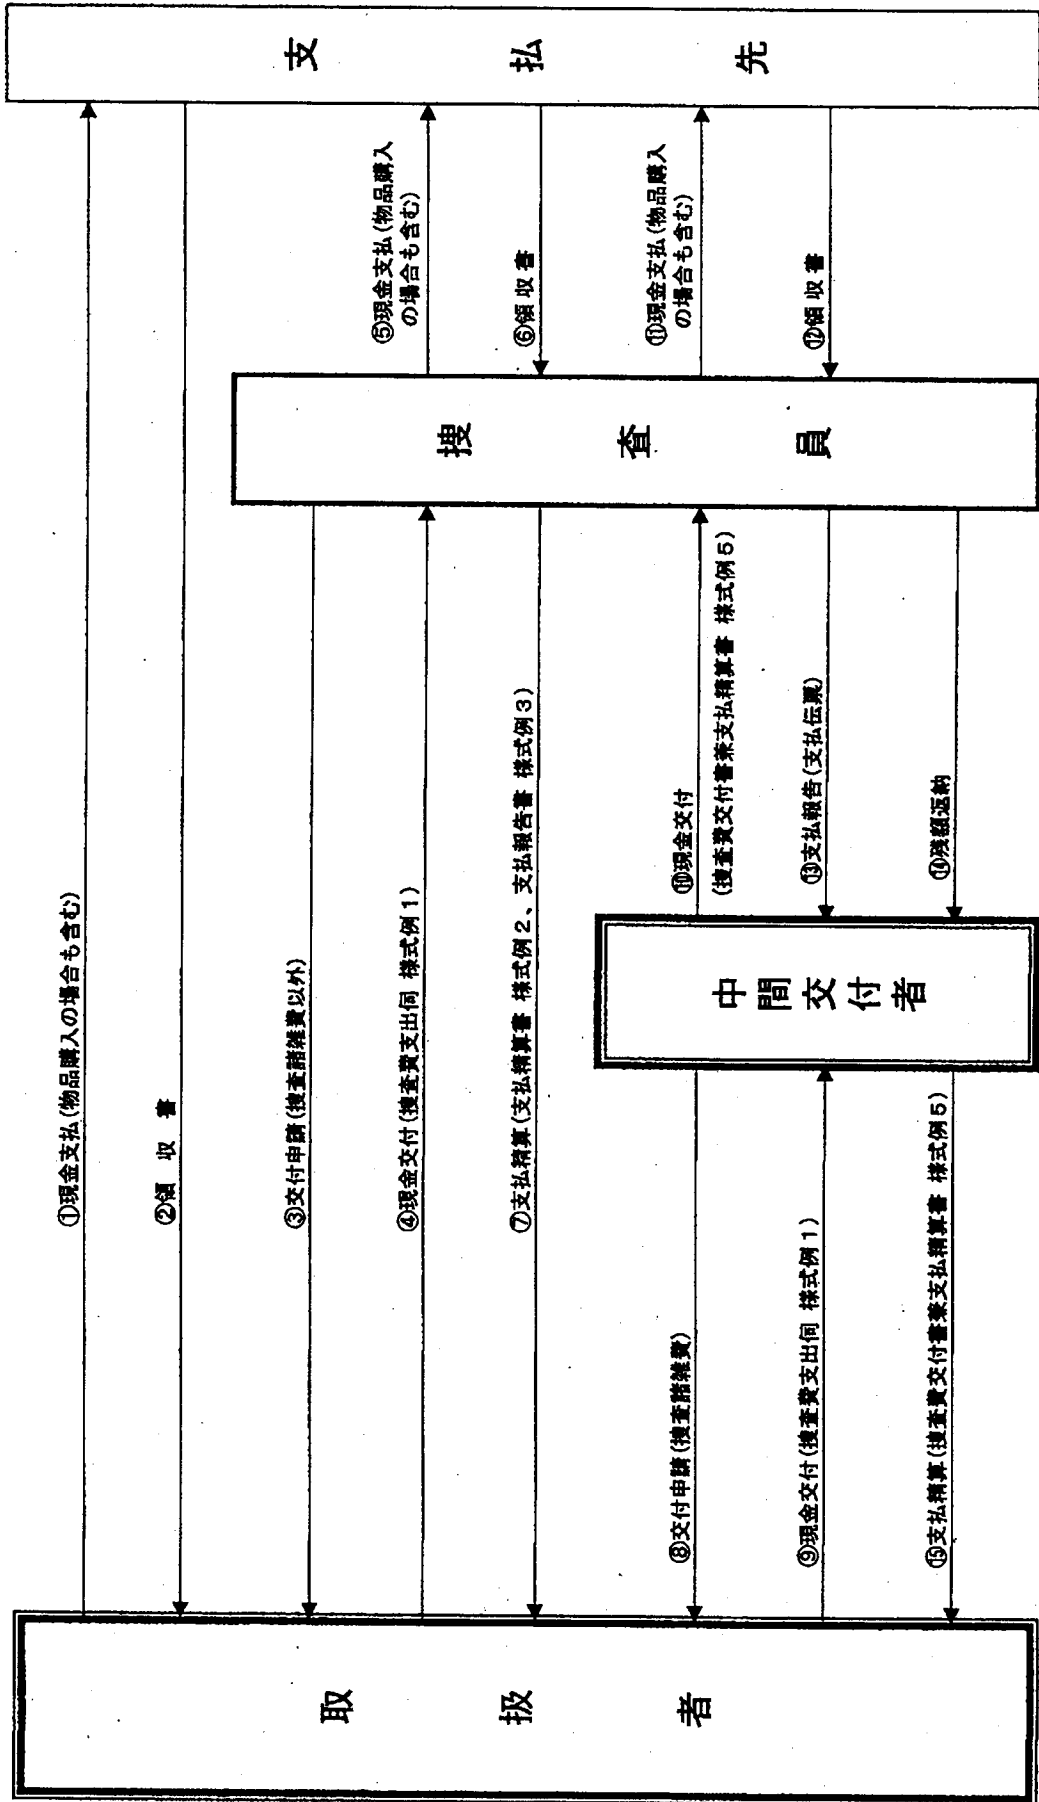 取扱者
中間交付者
捜査員
支払先
①現金支払(物品購入の場合も含む)
②領収書
③交付申請(捜査諸雑費以外)
④現金交付(捜査費支出伺 様式例1)
⑤現金支払(物品購入
の場合も含む)
⑥領収書
⑦支払精算(支払精算書 様式例2、支払報告書 様式例3)
⑧交付申請(捜査諸雑費)
⑨現金交付(捜査費支出伺 様式例1)
⑩現金交付
(捜査費交付書兼支払精算書 様式例5)
⑪現金支払(物品購入
の場合も含む)
⑫領収書
⑬支払報告(支払伝票)
⑭残額返納
⑮支払精算(捜査費交付書兼支払精算書 様式例5)